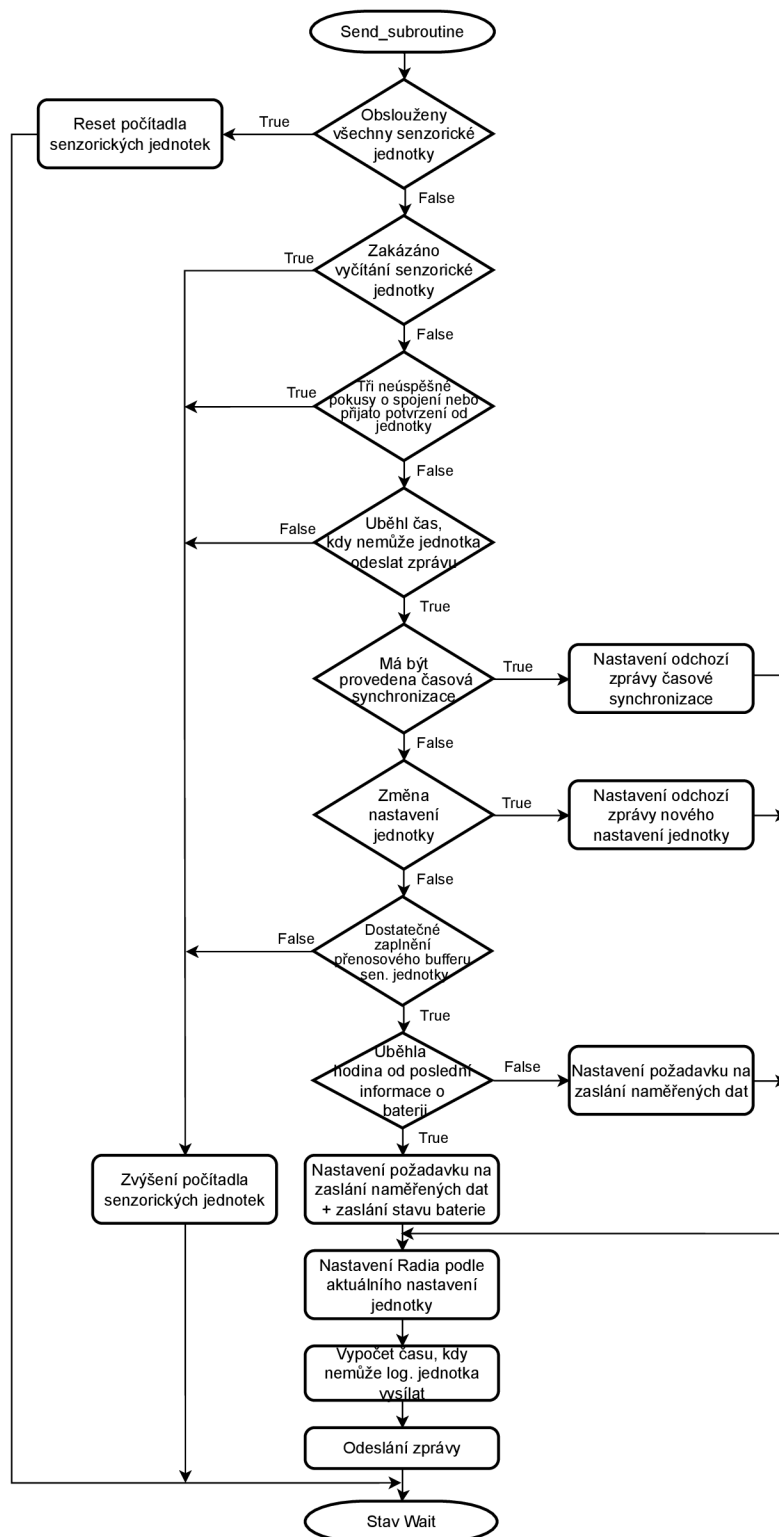 Send_subroutine
Obslouženy
všechny senzorické
jednotky
True
Reset počítadla
senzorických jednotek
False
Zakázáno
vyčítání senzorické
jednotky
True
False
Tři neúspěšné
pokusy o spojení nebo
přijato potvrzení od
jednotky
True
False
Uběhl čas,
kdy nemůže jednotka
odeslat zprávu
False
True
Má být
provedena časová
synchronizace
True
Nastavení odchozí
zprávy časové
synchronizace
False
Změna
nastavení
jednotky
True
Nastavení odchozí
zprávy nového
nastavení jednotky
False
Dostatečné
zaplnění
přenosového bufferu
sen. jednotky
False
True
Uběhla
hodina od poslední
informace o
baterii
False
Nastavení požadavku na
zaslání naměřených dat
True
Zvýšení počítadla
senzorických jednotek
Nastavení požadavku na
zaslání naměřených dat
+ zaslání stavu baterie
Nastavení Radia podle
aktuálního nastavení
jednotky
Vypočet času, kdy
nemůže log. jednotka
vysílat
Odeslání zprávy
Stav Wait